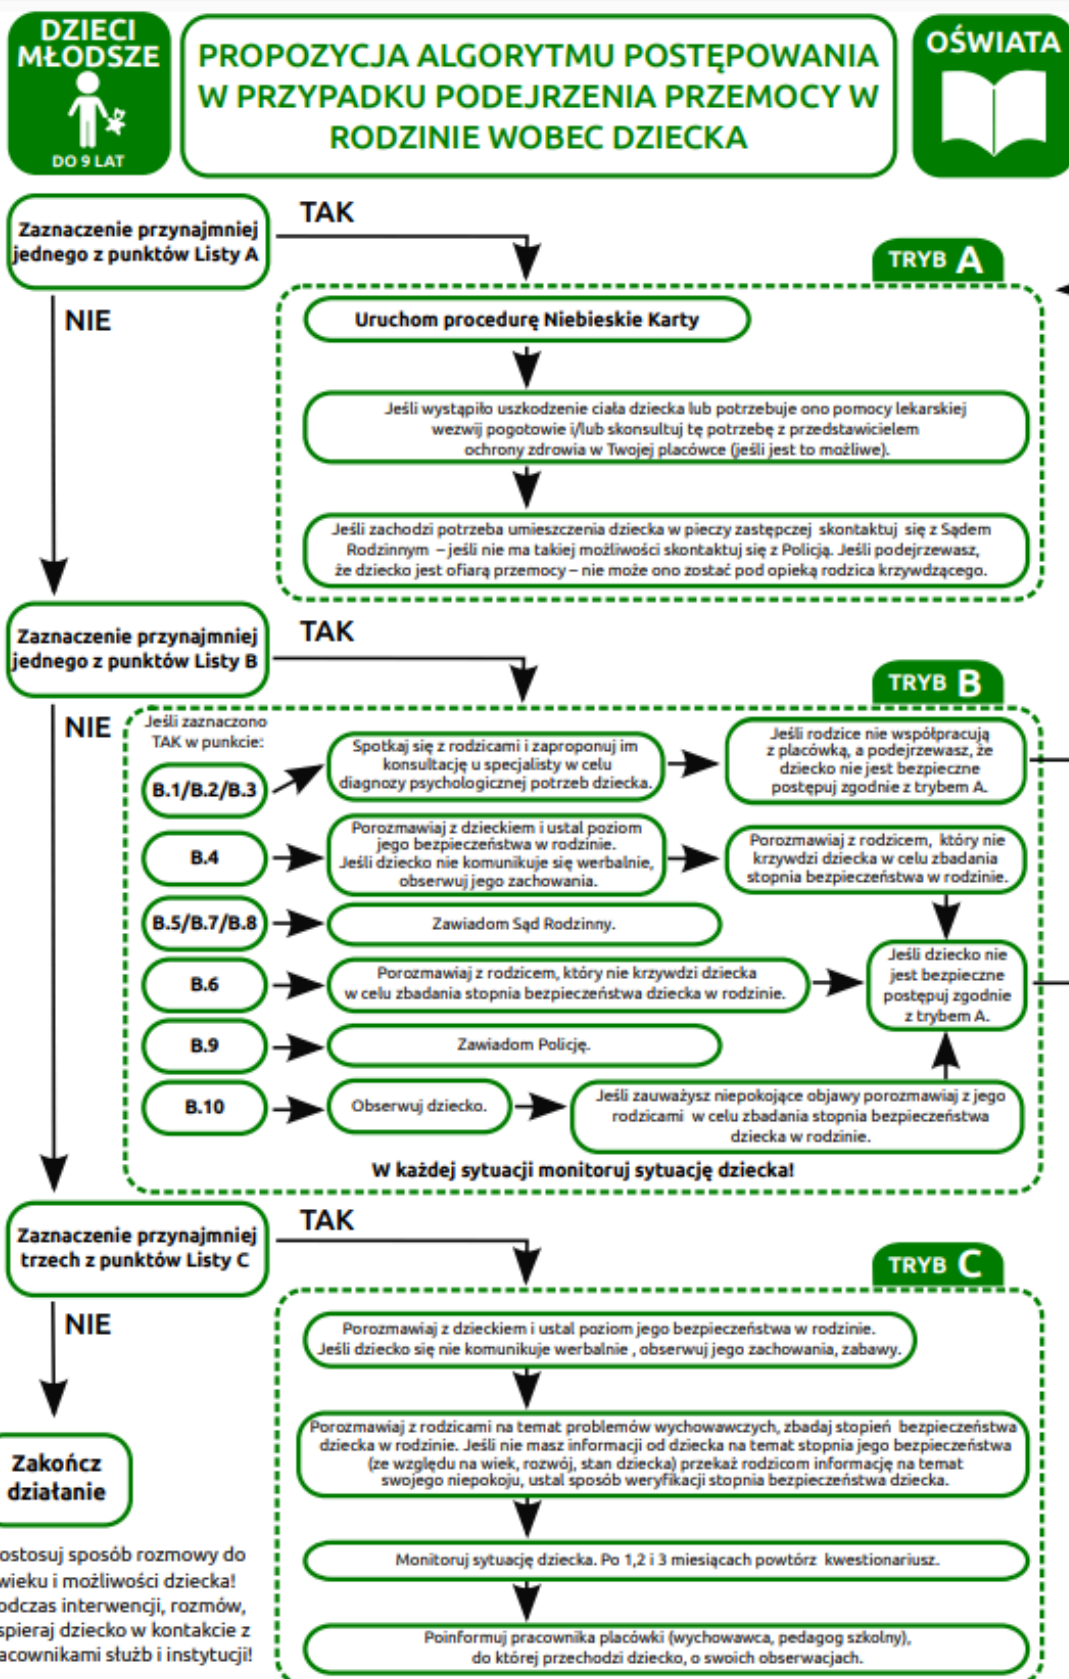 DZIECI
MŁODSZE
DO 9 LAT
PROPOZYCJA ALGORYTMU POSTĘPOWANIA
W PRZYPADKU PODEJRZENIA PRZEMOCY W
RODZINIE WOBEC DZIECKA
OŚWIATA
Zaznaczenie przynajmniej
jednego z punktów Listy A
TAK
NIE
TRYB A
Uruchom procedurę Niebieskie Karty
Jeśli wystąpiło uszkodzenie ciała dziecka lub potrzebuje ono pomocy lekarskiej
wezwij pogotowie i/lub skonsultuj tę potrzebę z przedstawicielem
ochrony zdrowia w Twojej placówce (jeśli jest to możliwe).
Jeśli zachodzi potrzeba umieszczenia dziecka w pieczy zastępczej skontaktuj się z Sądem
Rodzinnym – jeśli nie ma takiej możliwości skontaktuj się z Policją. Jeśli podejrzewasz,
że dziecko jest ofiarą przemocy – nie może ono zostać pod opieką rodzica krzywdzącego.
Zaznaczenie przynajmniej
jednego z punktów Listy B
TAK
NIE
TRYB B
Jeśli zaznaczono
TAK w punkcie:
B.1/B.2/B.3
Spotkaj się z rodzicami i zaproponuj im
konsultację u specjalisty w celu
diagnozy psychologicznej potrzeb dziecka.
Jeśli rodzice nie współpracują
z placówką, a podejrzewasz, że
dziecko nie jest bezpieczne
postępuj zgodnie z trybem A.
B.4
Porozmawiaj z dzieckiem i ustal poziom
jego bezpieczeństwa w rodzinie.
Jeśli dziecko nie komunikuje się werbalnie,
obserwuj jego zachowania.
Porozmawiaj z rodzicem, który nie
krzywdzi dziecka w celu zbadania
stopnia bezpieczeństwa w rodzinie.
B.5/B.7/B.8
Zawiadom Sąd Rodzinny.
B.6
Porozmawiaj z rodzicem, który nie krzywdzi dziecka
w celu zbadania stopnia bezpieczeństwa dziecka w rodzinie.
Jeśli dziecko nie
jest bezpieczne
postępuj zgodnie
z trybem A.
B.9
Zawiadom Policję.
B.10
Obserwuj dziecko.
Jeśli zauważysz niepokojące objawy porozmawiaj z jego
rodzicami w celu zbadania stopnia bezpieczeństwa
dziecka w rodzinie.
W każdej sytuacji monitoruj sytuację dziecka!
Zaznaczenie przynajmniej
trzech z punktów Listy C
TAK
NIE
TRYB C
Porozmawiaj z dzieckiem i ustal poziom jego bezpieczeństwa w rodzinie.
Jeśli dziecko się nie komunikuje werbalnie , obserwuj jego zachowania, zabawy.
Porozmawiaj z rodzicami na temat problemów wychowawczych, zbadaj stopień bezpieczeństwa
dziecka w rodzinie. Jeśli nie masz informacji od dziecka na temat stopnia jego bezpieczeństwa
(ze względu na wiek, rozwój, stan dziecka) przekaż rodzicom informację na temat
swojego niepokoju, ustal sposób weryfikacji stopnia bezpieczeństwa dziecka.
Monitoruj sytuację dziecka. Po 1,2 i 3 miesiącach powtórz kwestionariusz.
Poinformuj pracownika placówki (wychowawca, pedagog szkolny),
do której przechodzi dziecko, o swoich obserwacjach.
Zakończ
działanie
ostosuj sposób rozmowy do
wieku i możliwości dziecka!
odczas interwencji, rozmów,
spieraj dziecko w kontakcie z
acownikami służb i instytucji!